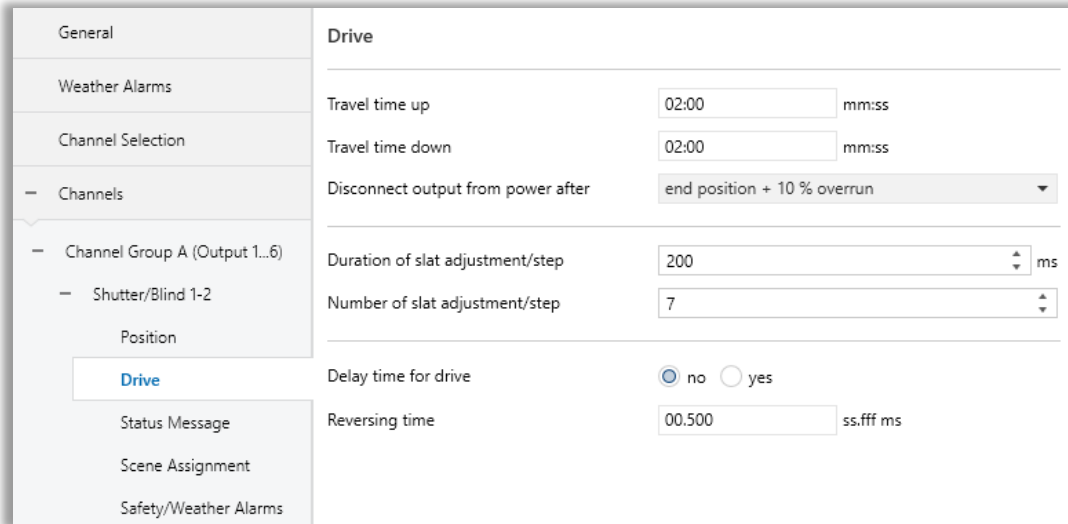 General
Weather Alarms
Channel Selection
− Channels
− Channel Group A (Output 1...6)
− Shutter/Blind 1-2
Position
Drive
Status Message
Scene Assignment
Safety/Weather Alarms
Drive
Travel time up 02:00 mm:ss
Travel time down 02:00 mm:ss
Disconnect output from power after end position + 10 % overrun
Duration of slat adjustment/step 200 ms
Number of slat adjustment/step 7
Delay time for drive no yes
Reversing time 00.500 ss.fff ms